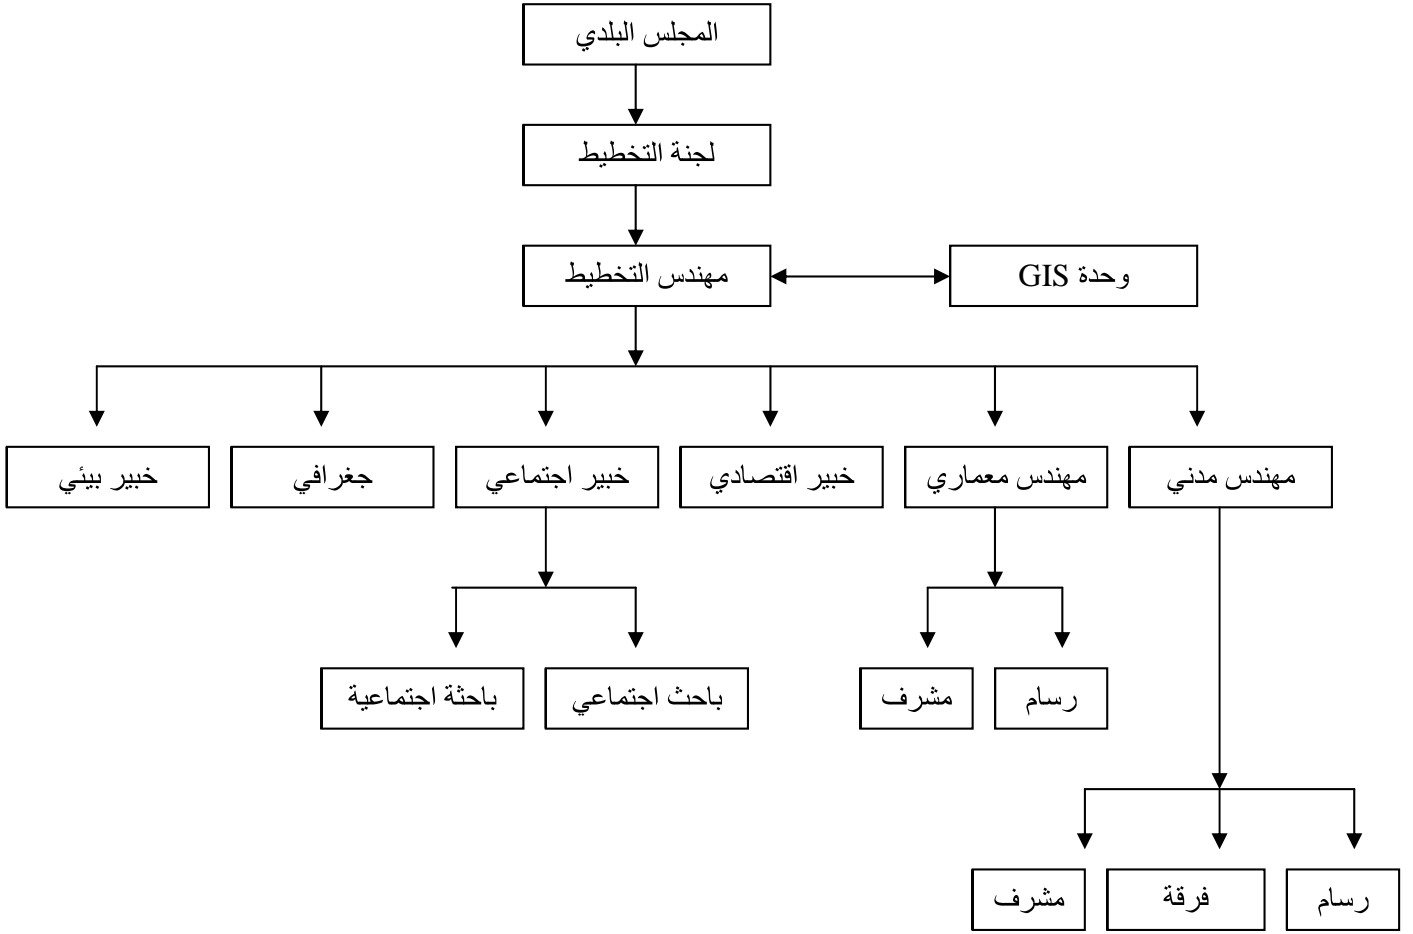 المجلس البلدي
لجنة التخطيط
مهندس التخطيط
وحدة GIS
مهندس مدني
مهندس معماري
خبير اقتصادي
خبير اجتماعي
جغرافي
خبير بيئي
رسام
مشرف
باحث اجتماعي
باحثة اجتماعية
رسام
فرقة
مشرف